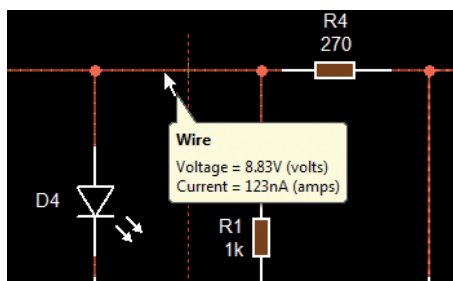 R4
270
Wire
Voltage = 8.83V (volts)
Current = 123nA (amps)
D4
R1
1k